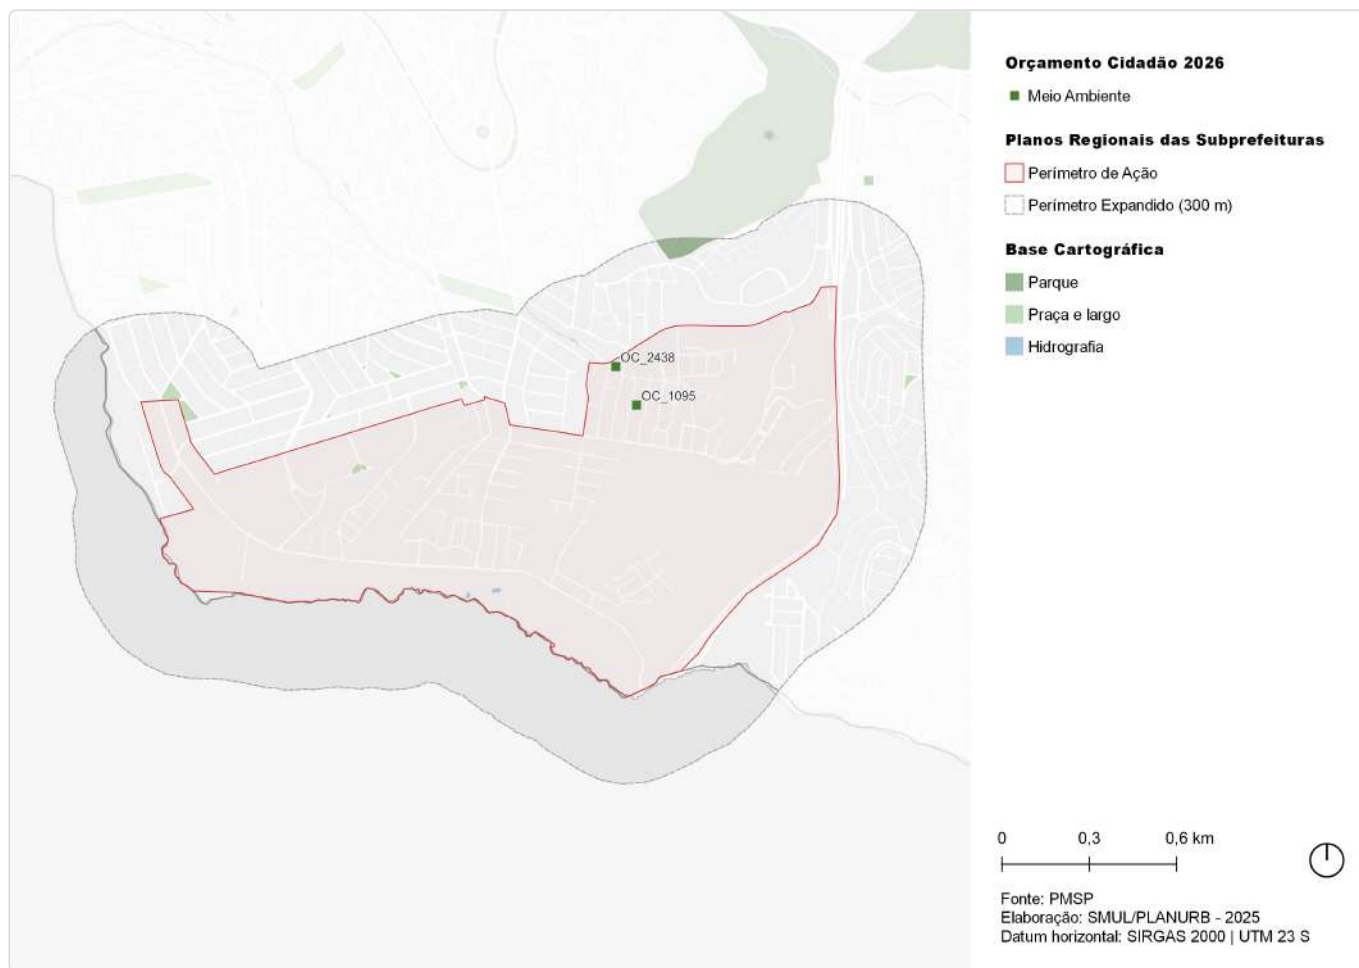 Orçamento Cidadão 2026
Meio Ambiente
Planos Regionais das Subprefeituras
Perímetro de Ação
Perímetro Expandido (300 m)
Base Cartográfica
Parque
Praça e largo
Hidrografia
OC_2438
OC_1095
0 0,3 0,6 km
Fonte: PMSP
Elaboração: SMUL/PLANURB - 2025
Datum horizontal: SIRGAS 2000 | UTM 23 S